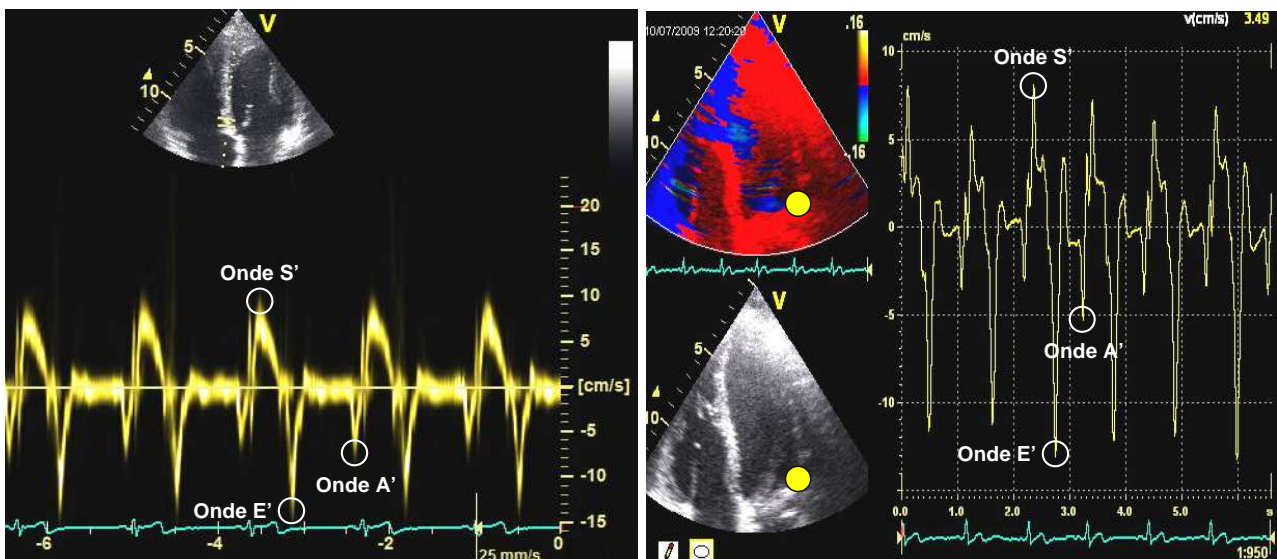 V
5
10
20
15
10
5
[cm/s]
-5
-10
-15
Onde S'
Onde A'
Onde E'
-6
-4
-2
0
25 mm/s
10/07/2009 12:20:20
V
.16
5
10
.16
V
5
10
v(cm/s) 3.49
cm/s
10
5
0
-5
-10
Onde S'
Onde A'
Onde E'
0.0 1.0 2.0 3.0 4.0 5.0 s
1:950